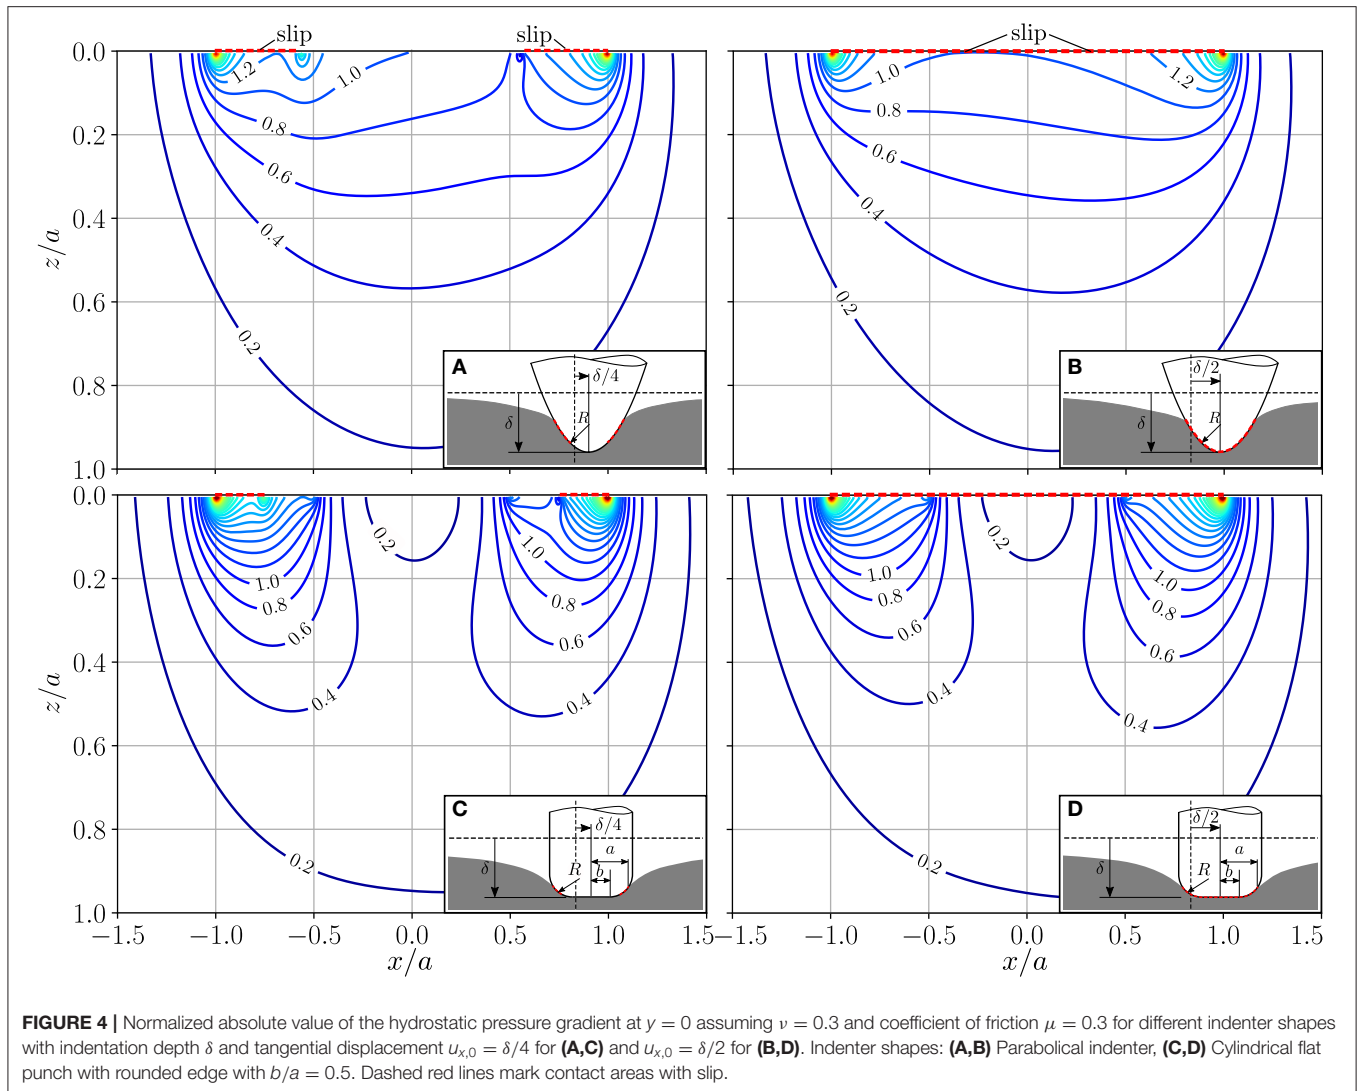 slip
slip
slip
0.0
0.2
0.4
0.6
0.8
1.0
z/a
1.2
1.0
0.8
0.6
0.4
0.2
A
δ/4
δ
R
1.0
1.2
0.8
0.6
0.4
0.2
B
δ/2
δ
R
0.0
0.2
0.4
0.6
0.8
1.0
z/a
0.2
1.0
0.8
0.6
0.4
1.0
0.8
0.6
0.4
0.2
C
δ/4
a
δ
R
b
0.2
1.0
0.8
0.6
0.4
1.0
0.8
0.6
0.4
0.2
D
δ/2
a
δ
R
b
−1.5 −1.0 −0.5 0.0 0.5 1.0 1.5
x/a
−1.5 −1.0 −0.5 0.0 0.5 1.0 1.5
x/a
FIGURE 4 | Normalized absolute value of the hydrostatic pressure gradient at y = 0 assuming ν = 0.3 and coefficient of friction μ = 0.3 for different indenter shapes
with indentation depth δ and tangential displacement u_{x,0} = δ/4 for (A,C) and u_{x,0} = δ/2 for (B,D). Indenter shapes: (A,B) Parabolical indenter, (C,D) Cylindrical flat
punch with rounded edge with b/a = 0.5. Dashed red lines mark contact areas with slip.